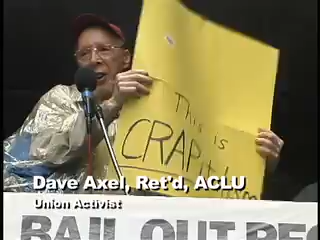 This is
CRAP
Dave Axel, Ret'd, ACLU
Union Activist
BAIL OUT